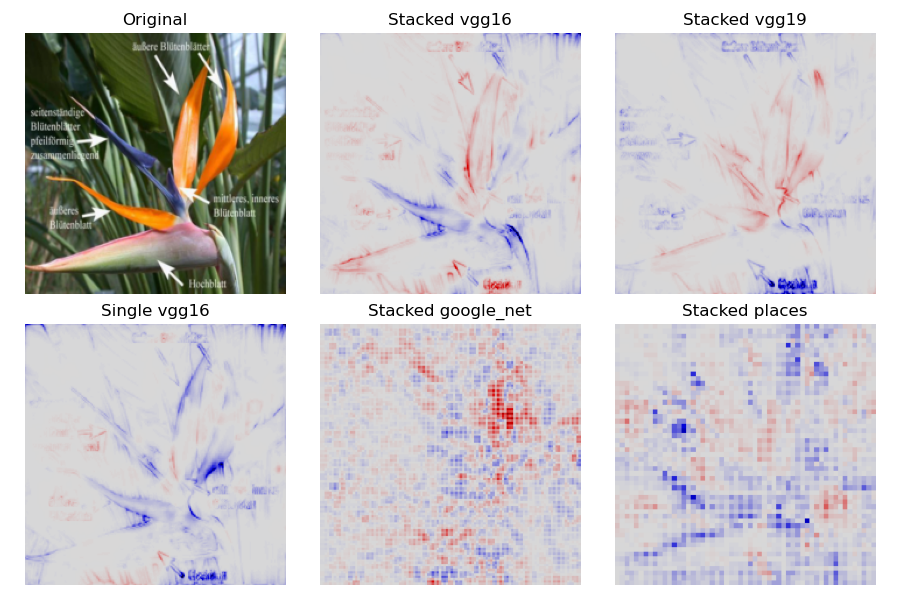 Original
Stacked vgg16
Stacked vgg19
äußere Blütenblätter
seitenständige
Blütenblätter
pfeilförmig
zusammenliegend
mittleres, inneres
Blütenblatt
äußeres
Blütenblatt
Hochblatt
Single vgg16
Stacked google_net
Stacked places